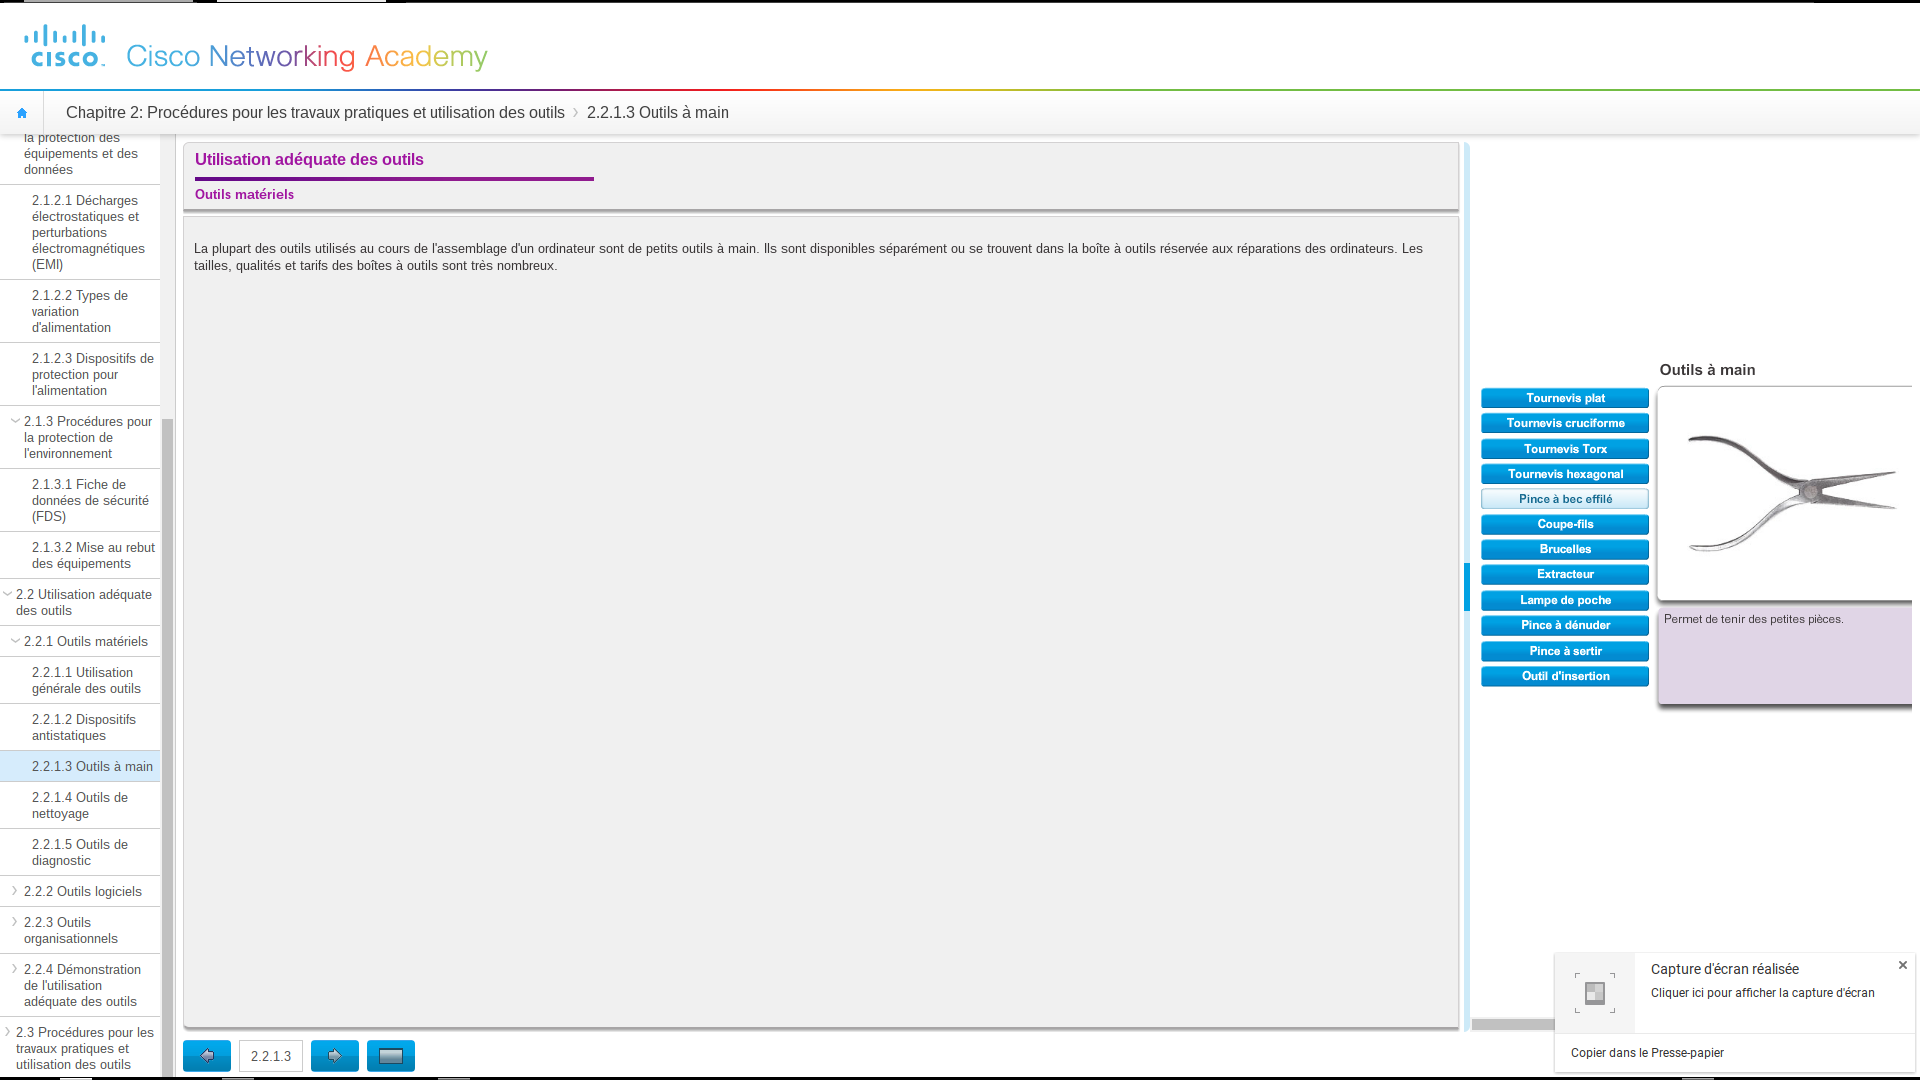 cisco
Cisco Networking Academy
Chapitre 2: Procédures pour les travaux pratiques et utilisation des outils
2.2.1.3 Outils à main
la protection des
équipements et des
données
2.1.2.1 Décharges
électrostatiques et
perturbations
électromagnétiques
(EMI)
2.1.2.2 Types de
variation
d'alimentation
2.1.2.3 Dispositifs de
protection pour
l'alimentation
2.1.3 Procédures pour
la protection de
l'environnement
2.1.3.1 Fiche de
données de sécurité
(FDS)
2.1.3.2 Mise au rebut
des équipements
2.2 Utilisation adéquate
des outils
2.2.1 Outils matériels
2.2.1.1 Utilisation
générale des outils
2.2.1.2 Dispositifs
antistatiques
2.2.1.3 Outils à main
2.2.1.4 Outils de
nettoyage
2.2.1.5 Outils de
diagnostic
2.2.2 Outils logiciels
2.2.3 Outils
organisationnels
2.2.4 Démonstration
de l'utilisation
adéquate des outils
2.3 Procédures pour les
travaux pratiques et
utilisation des outils
Utilisation adéquate des outils
Outils matériels
La plupart des outils utilisés au cours de l'assemblage d'un ordinateur sont de petits outils à main. Ils sont disponibles séparément ou se trouvent dans la boîte à outils réservée aux réparations des ordinateurs. Les
tailles, qualités et tarifs des boîtes à outils sont très nombreux.
2.2.1.3
Outils à main
Tournevis plat
Tournevis cruciforme
Tournevis Torx
Tournevis hexagonal
Pince à bec effilé
Coupe-fils
Brucelles
Extracteur
Lampe de poche
Pince à dénuder
Pince à sertir
Outil d'insertion
Permet de tenir des petites pièces.
Capture d'écran réalisée
Cliquer ici pour afficher la capture d'écran
Copier dans le Presse-papier